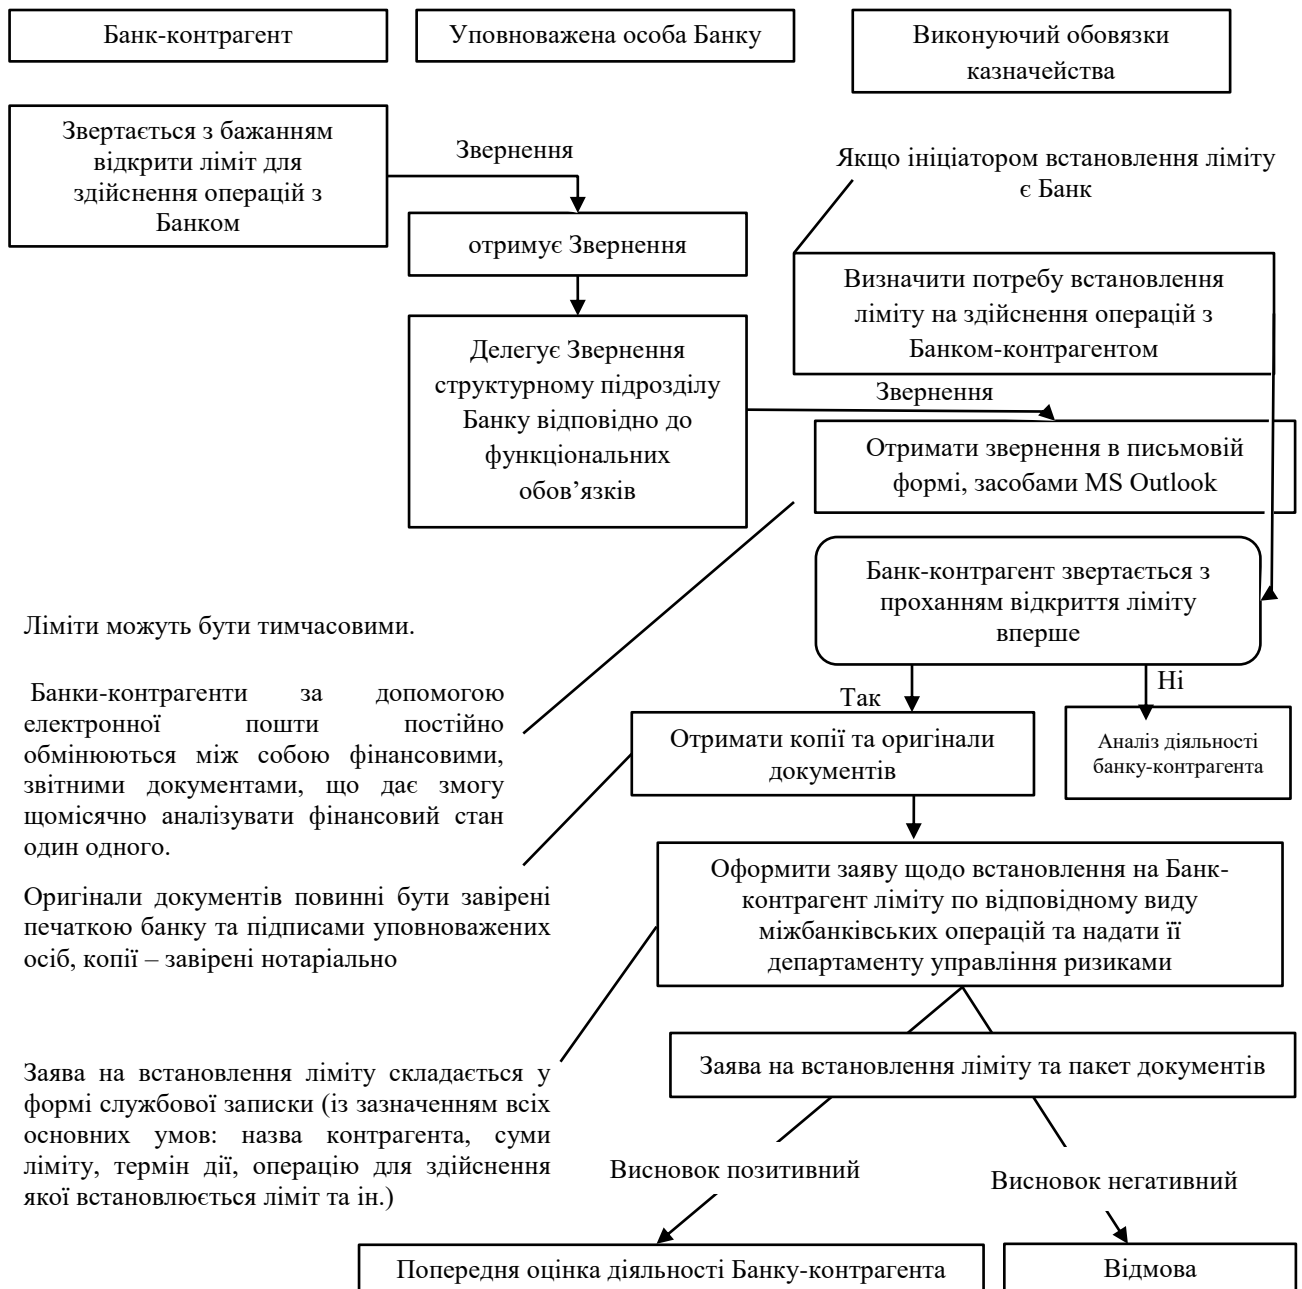 Банк-контрагент
Уповноважена особа Банку
Виконуючий обовязки
казначейства
Звертається з бажанням
відкрити ліміт для
здійснення операцій з
Банком
Звернення
Якщо ініціатором встановлення ліміту
є Банк
отримує Звернення
Визначити потребу встановлення
ліміту на здійснення операцій з
Банком-контрагентом
Делегує Звернення
структурному підрозділу
Банку відповідно до
функціональних
обов’язків
Звернення
Отримати звернення в письмовій
формі, засобами MS Outlook
Банк-контрагент звертається з
проханням відкриття ліміту
вперше
Ліміти можуть бути тимчасовими.
Так
Ні
Банки-контрагенти за допомогою
електронної пошти постійно
обмінюються між собою фінансовими,
звітними документами, що дає змогу
щомісячно аналізувати фінансовий стан
один одного.
Отримати копії та оригінали
документів
Аналіз діяльності
банку-контрагента
Оригінали документів повинні бути завірені
печаткою банку та підписами уповноважених
осіб, копії – завірені нотаріально
Оформити заяву щодо встановлення на Банк-
контрагент ліміту по відповідному виду
міжбанківських операцій та надати її
департаменту управління ризиками
Заява на встановлення ліміту та пакет документів
Заява на встановлення ліміту складається у
формі службової записки (із зазначенням всіх
основних умов: назва контрагента, суми
ліміту, термін дії, операцію для здійснення
якої встановлюється ліміт та ін.)
Висновок позитивний
Висновок негативний
Попередня оцінка діяльності Банку-контрагента
Відмова